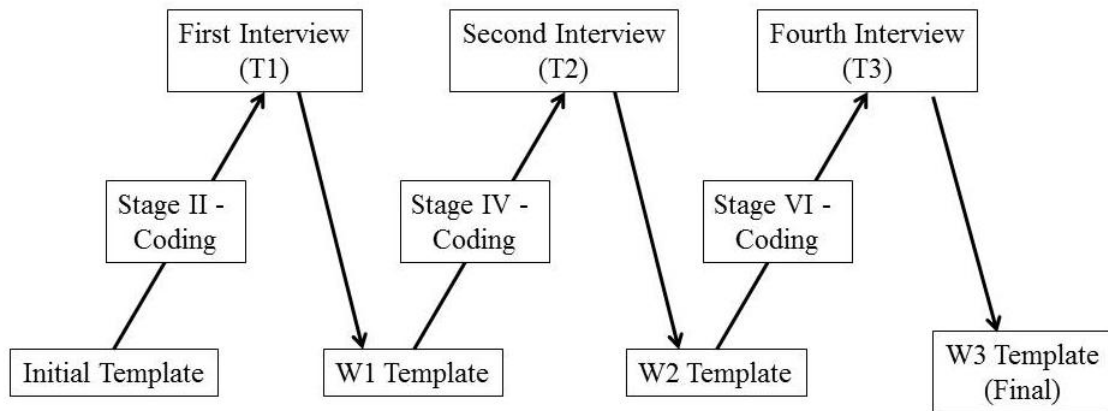 First Interview
(T1)
Second Interview
(T2)
Fourth Interview
(T3)
Stage II -
Coding
Stage IV -
Coding
Stage VI -
Coding
Initial Template
W1 Template
W2 Template
W3 Template
(Final)